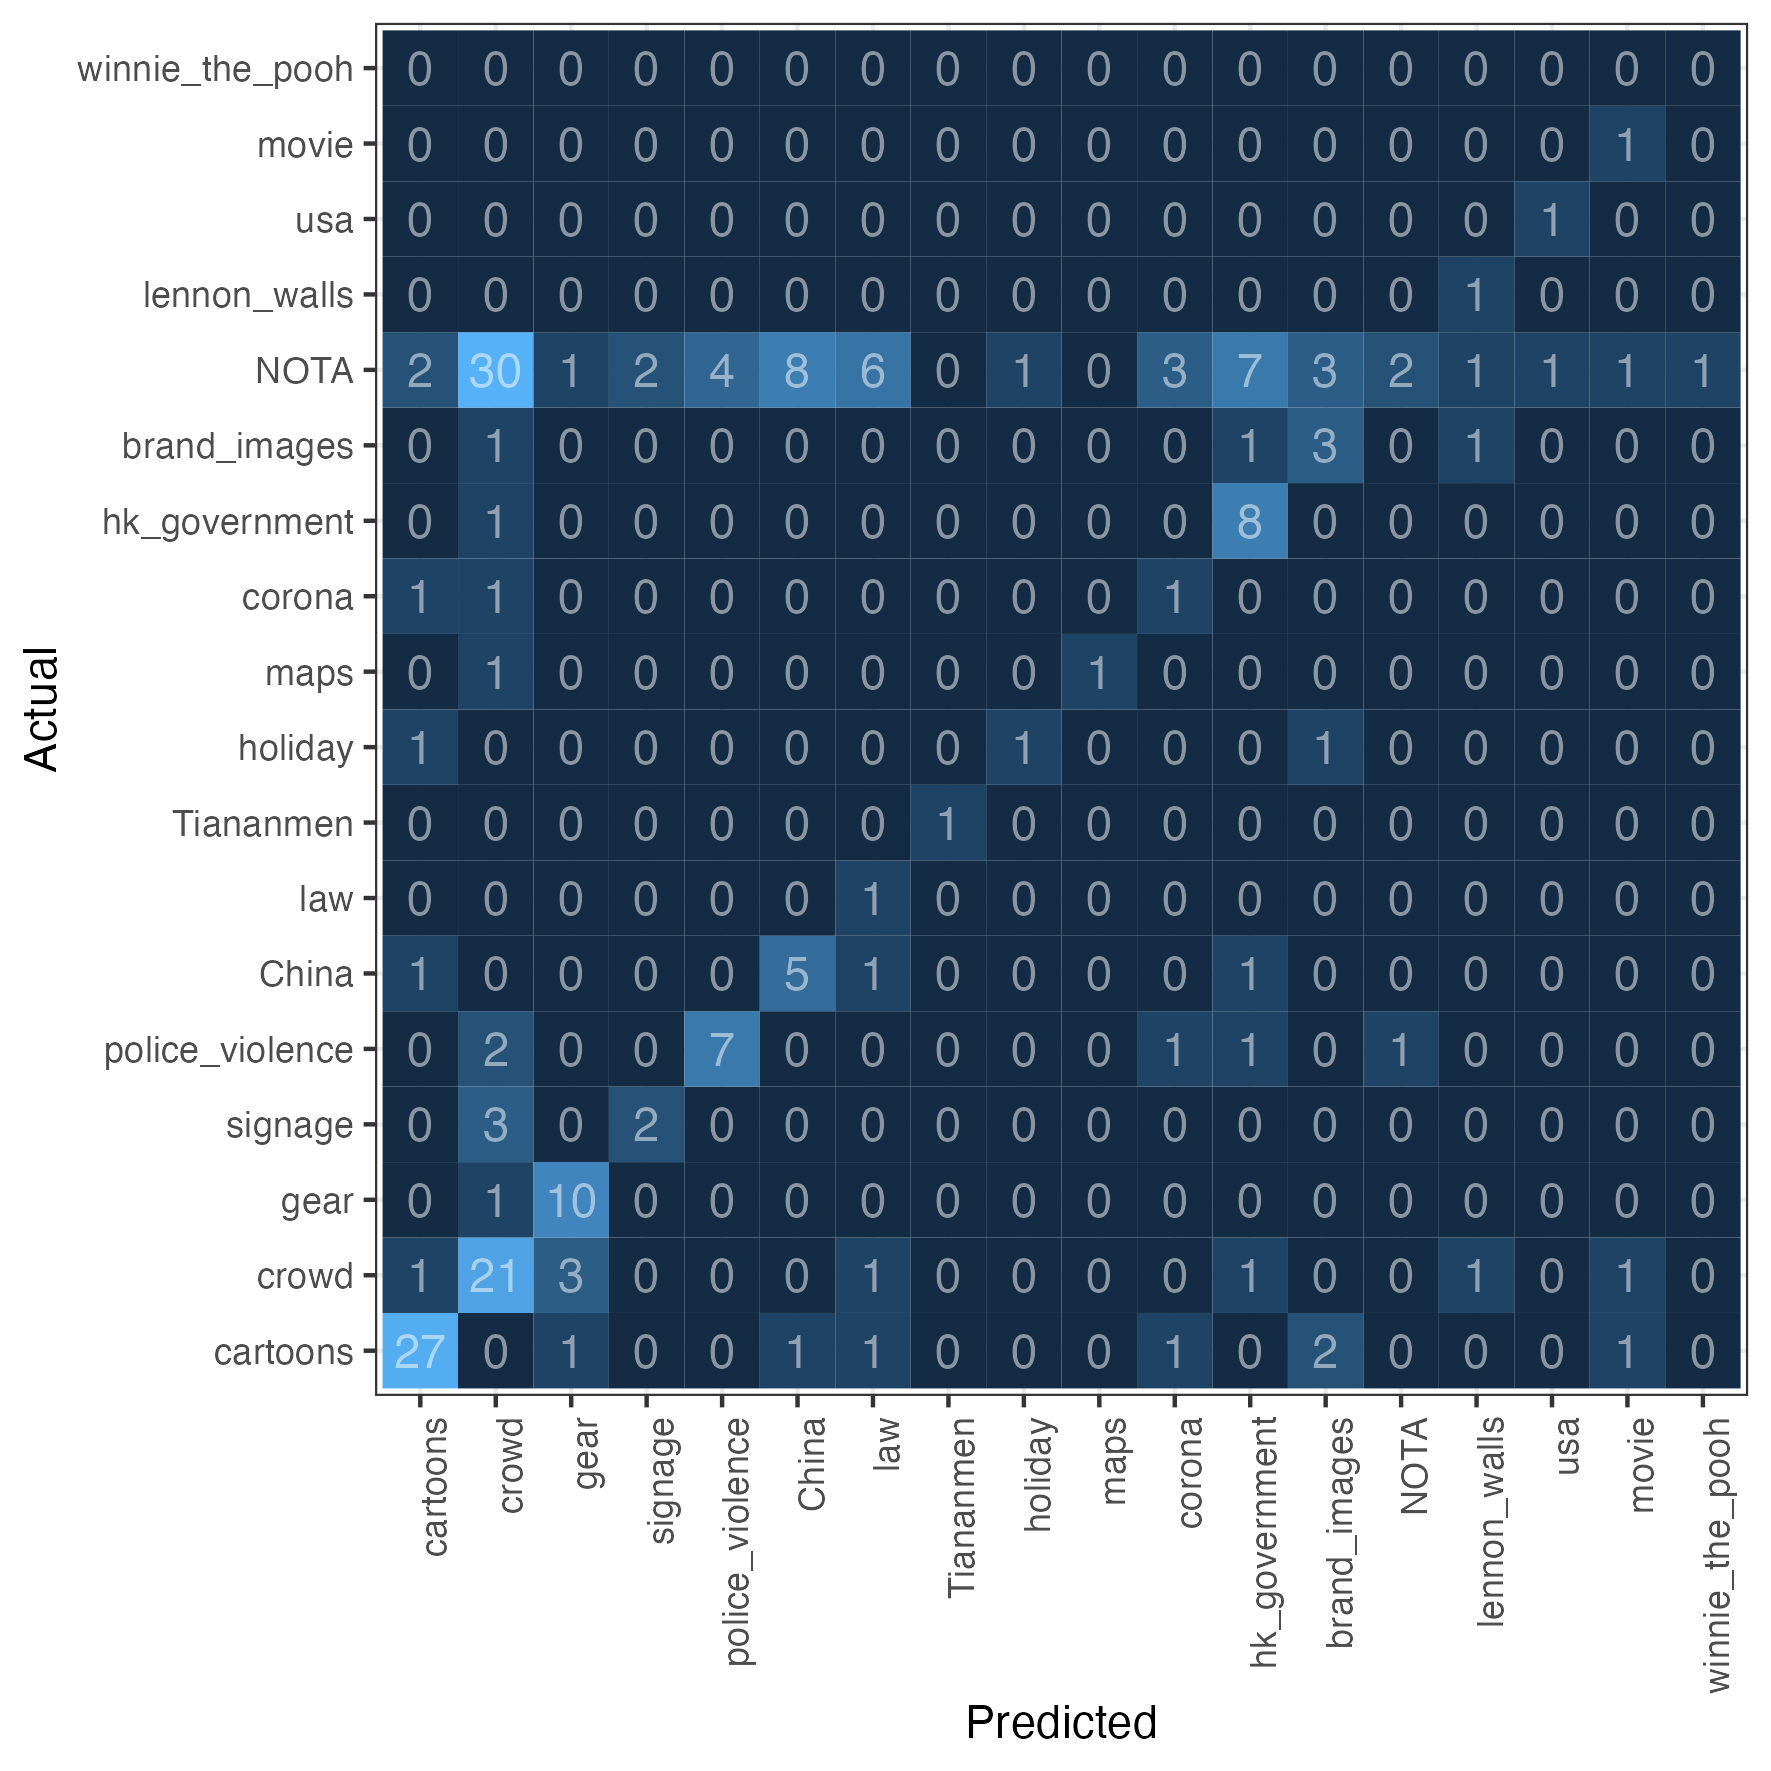 winnie_the_pooh 0 0 0 0 0 0 0 0 0 0 0 0 0 0 0 0 0 0
movie 0 0 0 0 0 0 0 0 0 0 0 0 0 0 0 0 1 0
usa 0 0 0 0 0 0 0 0 0 0 0 0 0 0 0 1 0 0
lennon_walls 0 0 0 0 0 0 0 0 0 0 0 0 0 0 1 0 0 0
NOTA 2 30 1 2 4 8 6 0 1 0 3 7 3 2 1 1 1 1
brand_images 0 1 0 0 0 0 0 0 0 0 0 1 3 0 1 0 0 0
hk_government 0 1 0 0 0 0 0 0 0 0 0 8 0 0 0 0 0 0
corona 1 1 0 0 0 0 0 0 0 0 1 0 0 0 0 0 0 0
maps 0 1 0 0 0 0 0 0 0 1 0 0 0 0 0 0 0 0
holiday 1 0 0 0 0 0 0 0 1 0 0 0 1 0 0 0 0 0
Tiananmen 0 0 0 0 0 0 0 1 0 0 0 0 0 0 0 0 0 0
law 0 0 0 0 0 0 1 0 0 0 0 0 0 0 0 0 0 0
China 1 0 0 0 0 5 1 0 0 0 0 1 0 0 0 0 0 0
police_violence 0 2 0 0 7 0 0 0 0 0 1 1 0 1 0 0 0 0
signage 0 3 0 2 0 0 0 0 0 0 0 0 0 0 0 0 0 0
gear 0 1 10 0 0 0 0 0 0 0 0 0 0 0 0 0 0 0
crowd 1 21 3 0 0 0 1 0 0 0 0 1 0 0 1 0 1 0
cartoons 27 0 1 0 0 1 1 0 0 0 1 0 2 0 0 0 1 0
Actual
cartoons
crowd
gear
signage
police_violence
China
law
Tiananmen
holiday
maps
corona
hk_government
brand_images
NOTA
lennon_walls
usa
movie
winnie_the_pooh
Predicted